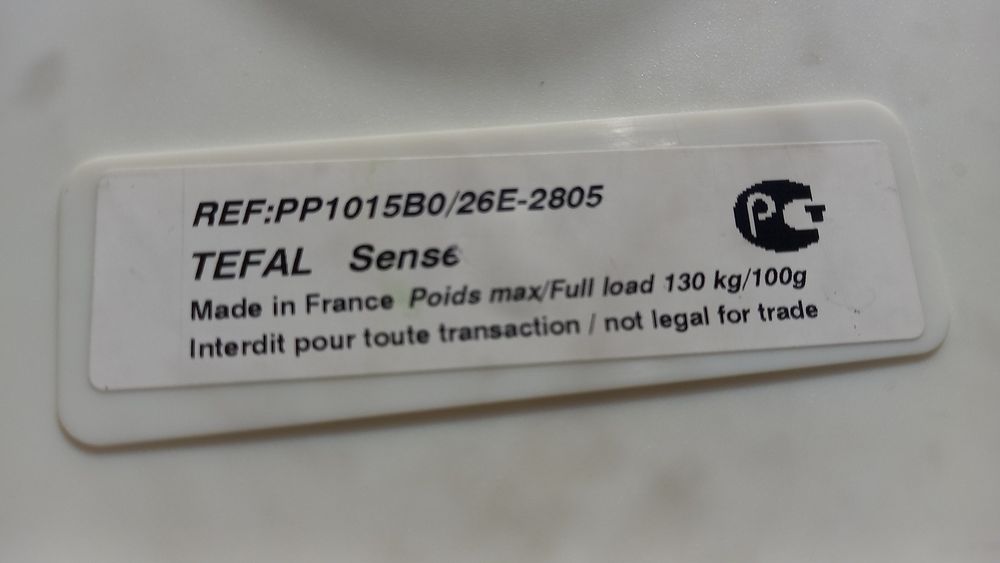 REF:PP1015B0/26E-2805
TEFAL Sense
Made in France Poids max/Full load 130 kg/100g
Interdit pour toute transaction / not legal for trade
РСТ